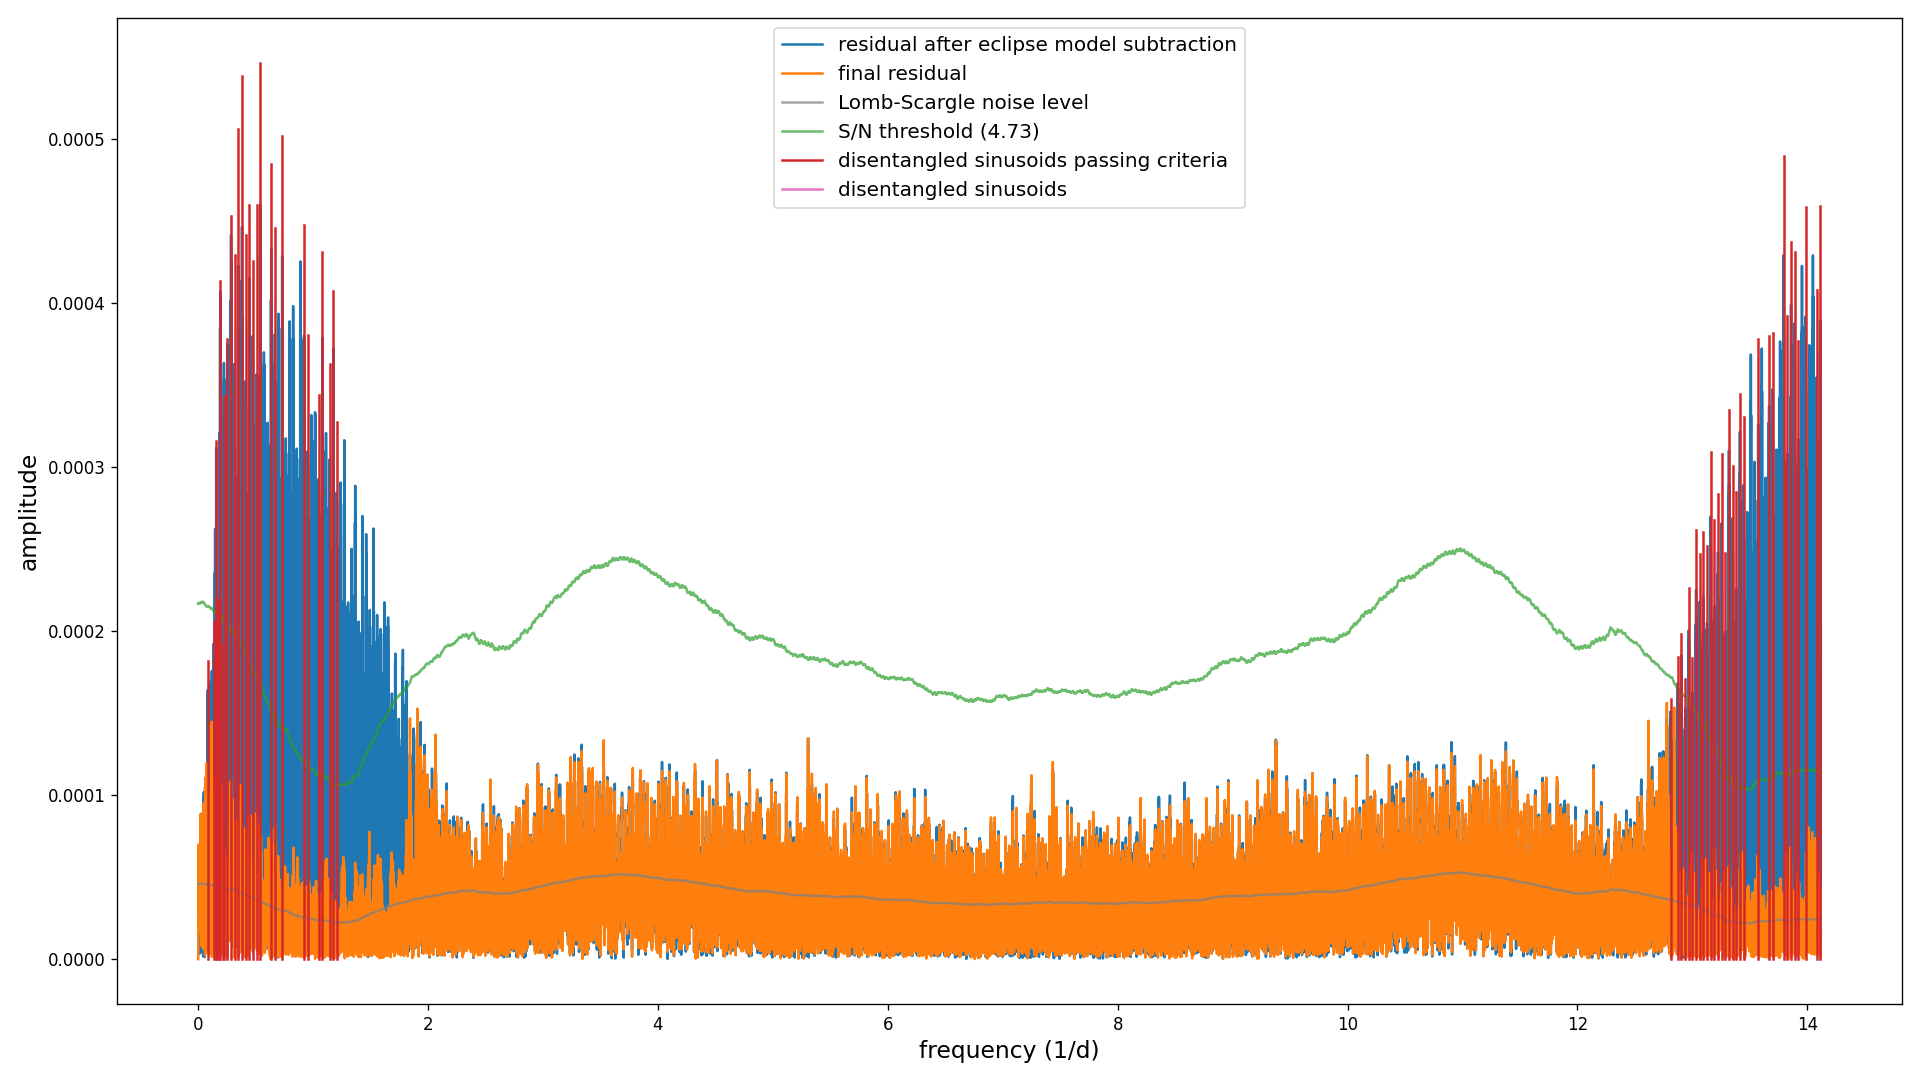 residual after eclipse model subtraction
final residual
Lomb-Scargle noise level
S/N threshold (4.73)
disentangled sinusoids passing criteria
disentangled sinusoids
amplitude
0.0005
0.0004
0.0003
0.0002
0.0001
0.0000
0 2 4 6 8 10 12 14
frequency (1/d)